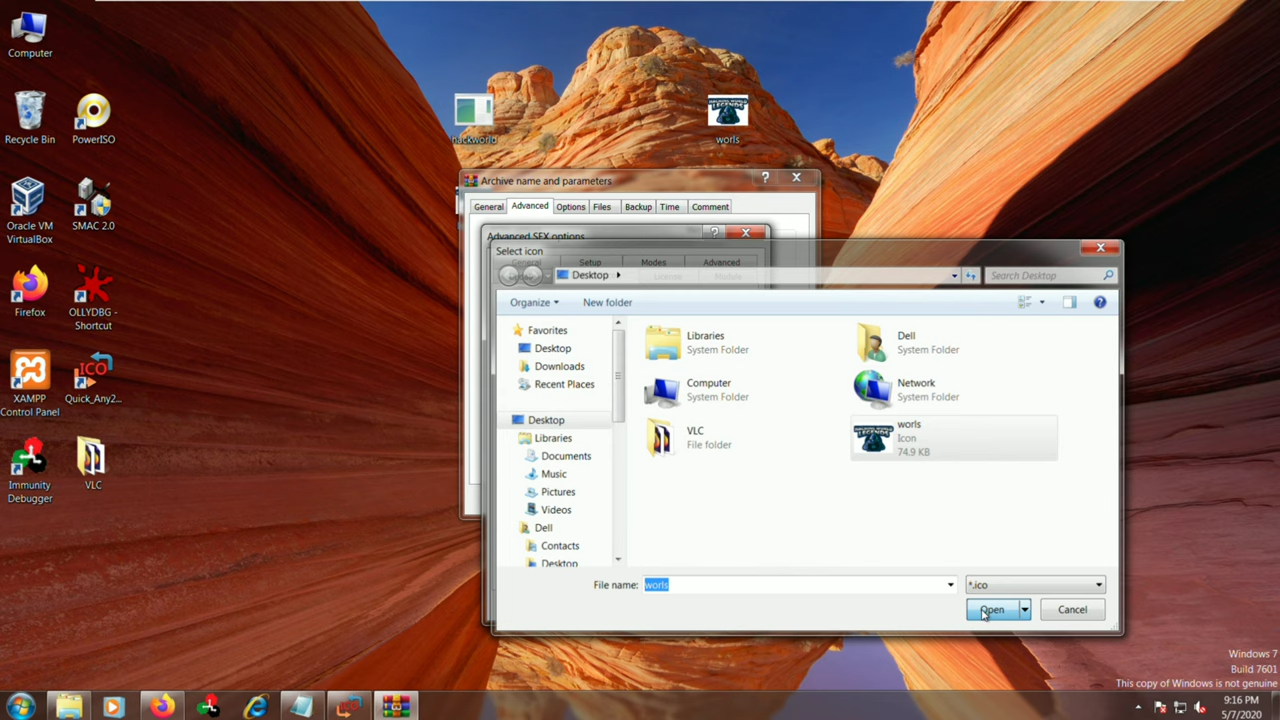 Computer
Recycle Bin
PowerISO
Oracle VM
VirtualBox
SMAC 2.0
Firefox
OLLYDBG -
Shortcut
XAMPP
Control Panel
Quick_Any2...
Immunity
Debugger
VLC
hackworld
LEGENDS
worls
Archive name and parameters
?
General
Advanced
Options
Files
Backup
Time
Comment
Advanced SFX options
General
Setup
Modes
Advanced
License
Module
Select icon
Desktop
Search Desktop
Organize
New folder
Favorites
Desktop
Downloads
Recent Places
Desktop
Libraries
Documents
Music
Pictures
Videos
Dell
Contacts
Desktop
Libraries
System Folder
Dell
System Folder
Computer
System Folder
Network
System Folder
VLC
File folder
worls
Icon
74.9 KB
File name:
worls
*.ico
Open
Cancel
Windows 7
Build 7601
This copy of Windows is not genuine
9:16 PM
5/7/2020